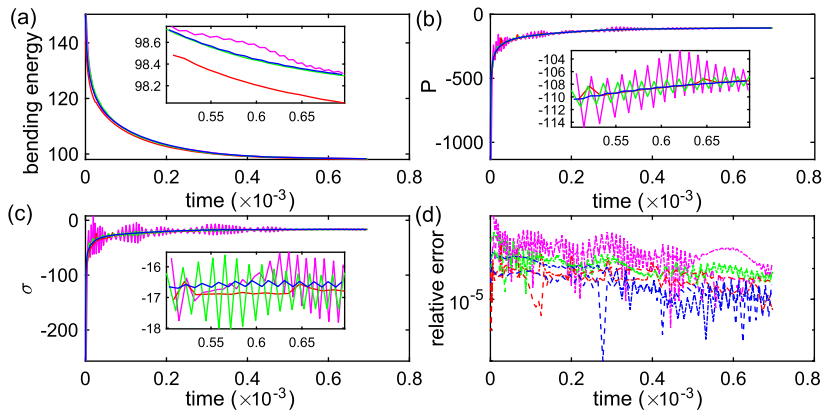 (a)
bending energy
140
120
100
98.6
98.4
98.2
0.55 0.6 0.65
0 0.2 0.4 0.6 0.8
time (×10⁻³)
(b)
P
-100
-500
-1000
-104
-106
-108
-110
-112
-114
0.55 0.6 0.65
0 0.2 0.4 0.6 0.8
time (×10⁻³)
(c)
σ
0
-100
-200
-16
-17
-18
0.55 0.6 0.65
0 0.2 0.4 0.6 0.8
time (×10⁻³)
(d)
relative error
10⁻⁵
0 0.2 0.4 0.6 0.8
time (×10⁻³)